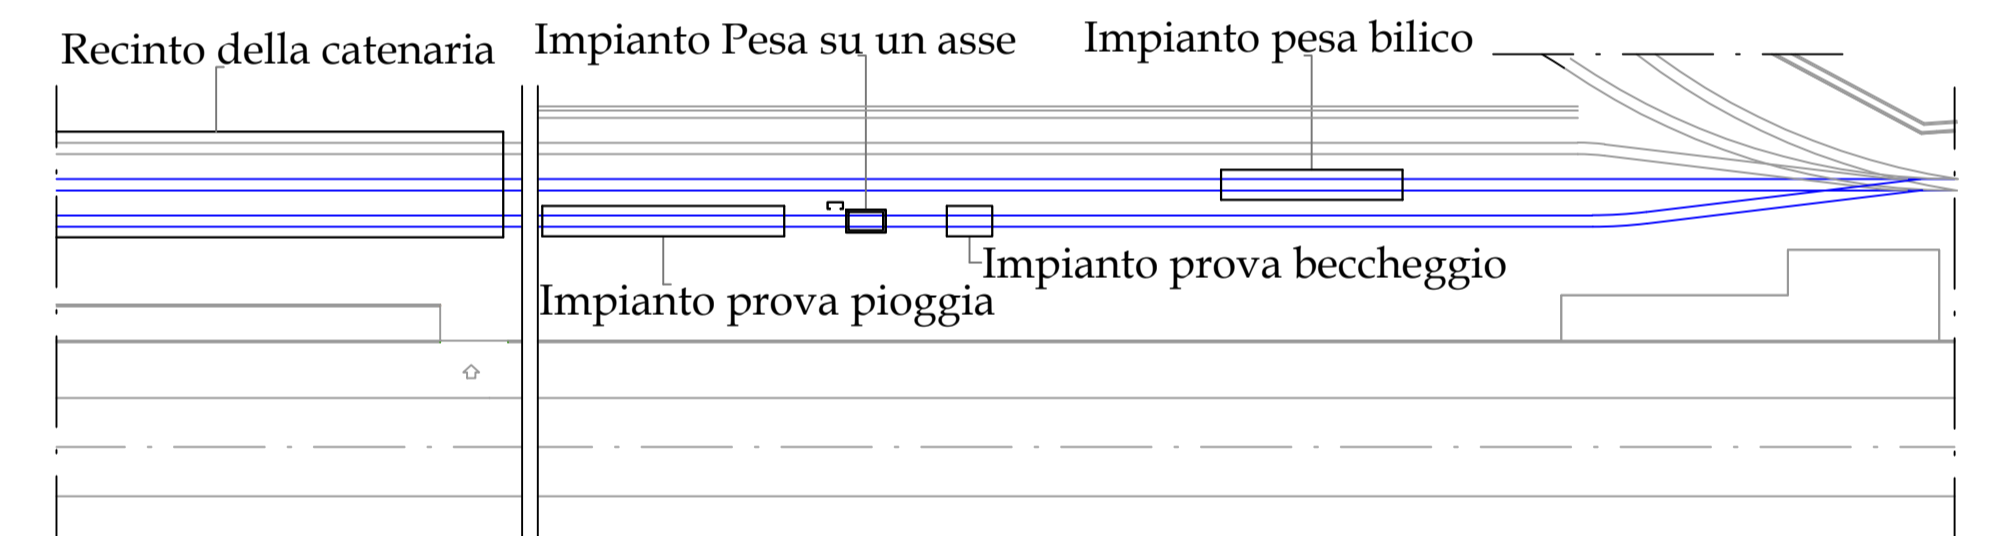 Recinto della catenaria
Impianto Pesa su un asse
Impianto pesa bilico
Impianto prova beccheggio
Impianto prova pioggia